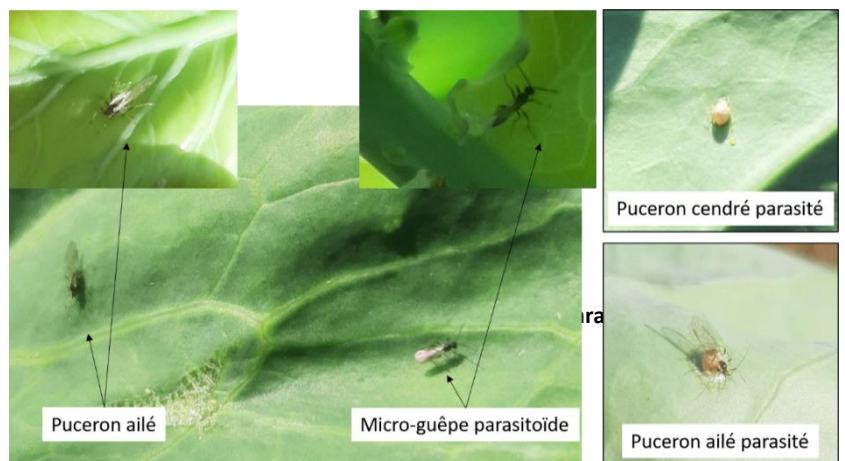 Puceron cendré parasité
Puceron ailé
Micro-guêpe parasitoïde
Puceron ailé parasité